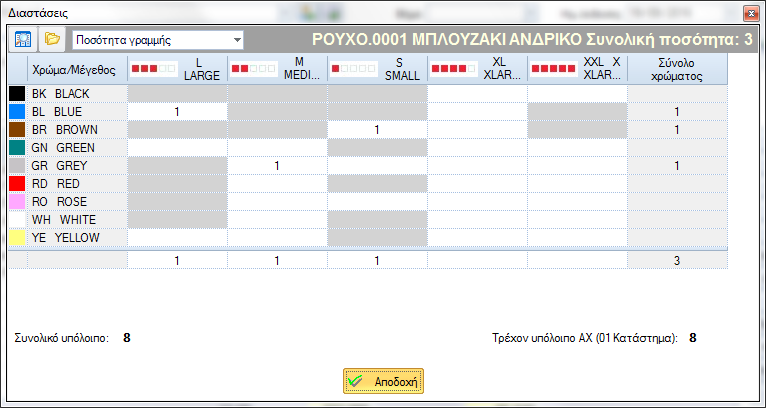 Διαστάσεις
Ποσότητα γραμμής
ΡΟΥΧΟ.0001 ΜΠΛΟΥΖΑΚΙ ΑΝΔΡΙΚΟ Συνολική ποσότητα: 3
Χρώμα/Μέγεθος L LARGE M MEDI... S SMALL XL XLAR... XXL X XLAR... Σύνολο χρώματος
BK BLACK
BL BLUE 1 1
BR BROWN 1 1
GN GREEN
GR GREY 1 1
RD RED
RO ROSE
WH WHITE
YE YELLOW
1 1 1 3
Συνολικό υπόλοιπο: 8 Τρέχον υπόλοιπο ΑΧ (01 Κατάστημα): 8
Αποδοχή